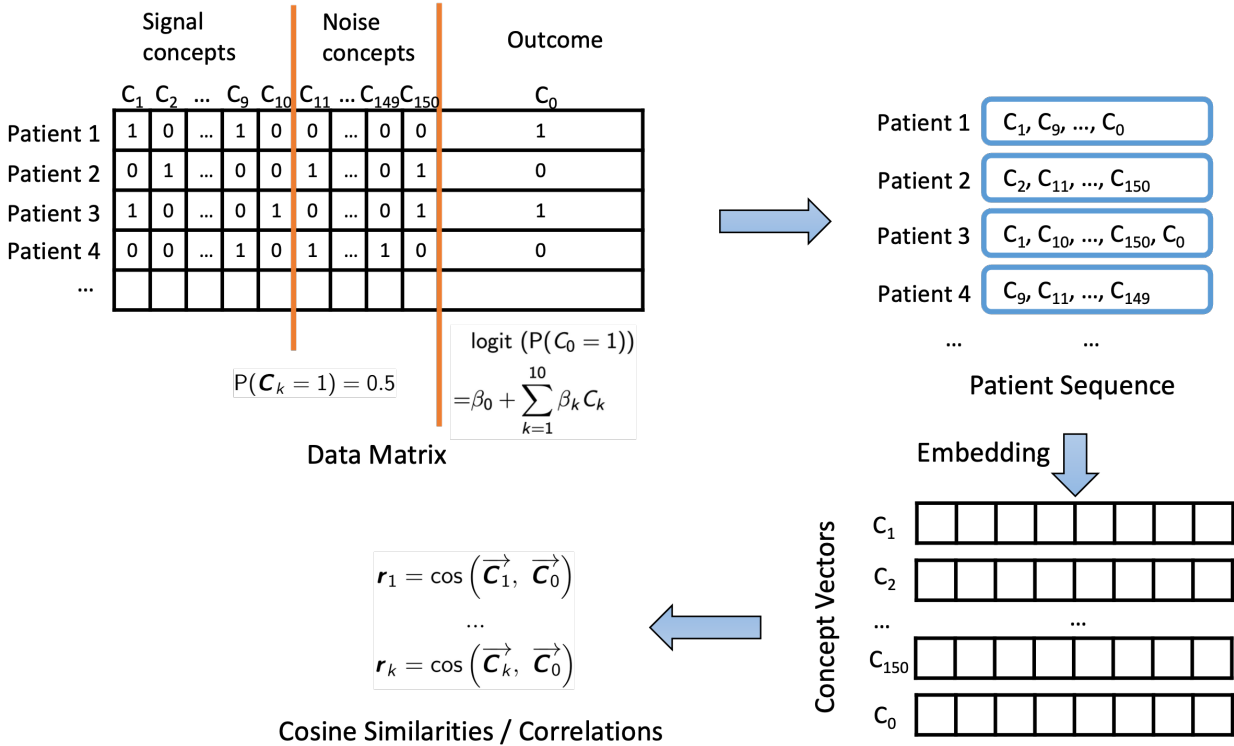 Signal
concepts
Noise
concepts
Outcome
C₁ C₂ ... C₉ C₁₀ C₁₁ ... C₁₄₉ C₁₅₀ C₀
Patient 1 1 0 ... 1 0 0 ... 0 0 1
Patient 2 0 1 ... 0 0 1 ... 0 1 0
Patient 3 1 0 ... 0 1 0 ... 0 1 1
Patient 4 0 0 ... 1 0 1 ... 1 0 0
...
P(Cₖ = 1) = 0.5
logit (P(C₀ = 1))
=β₀ + ∑ₖ₌₁¹⁰ βₖCₖ
Data Matrix
Patient 1 C₁, C₉, ..., C₀
Patient 2 C₂, C₁₁, ..., C₁₅₀
Patient 3 C₁, C₁₀, ..., C₁₅₀, C₀
Patient 4 C₉, C₁₁, ..., C₁₄₉
... ...
Patient Sequence
Embedding
Concept Vectors
C₁
C₂
... ...
C₁₅₀
C₀
r₁ = cos (C₁→, C₀→)
...
rₖ = cos (Cₖ→, C₀→)
Cosine Similarities / Correlations